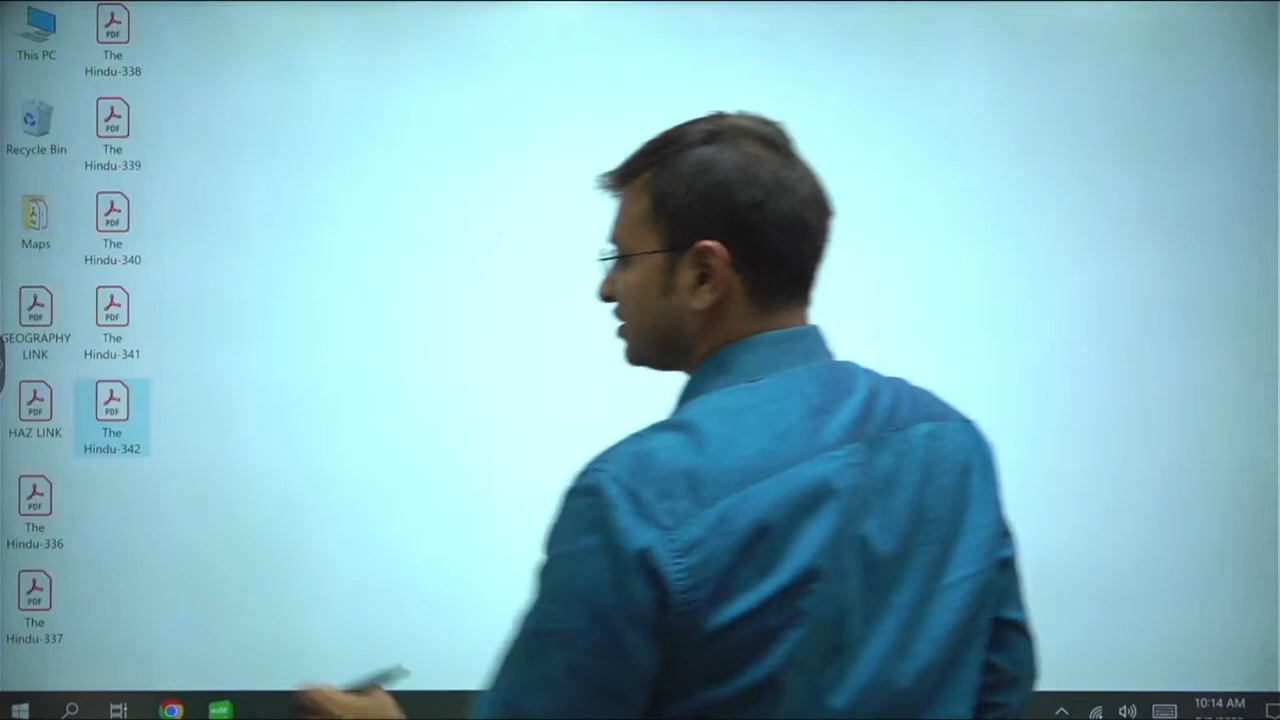 This PC
Recycle Bin
Maps
GEOGRAPHY
LINK
HAZ LINK
The
Hindu-336
The
Hindu-337
The
Hindu-338
The
Hindu-339
The
Hindu-340
The
Hindu-341
The
Hindu-342
10:14 AM